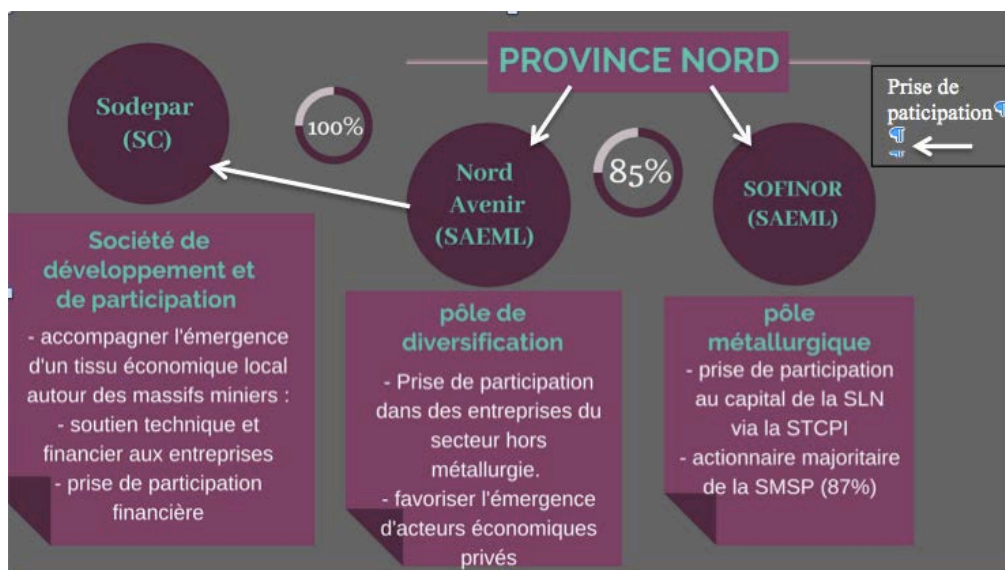 PROVINCE NORD
Prise de
paticipation¶
¶
¶
Sodepar
(SC)
100%
Nord
Avenir
(SAEML)
85%
SOFINOR
(SAEML)
Société de
développement et
de participation
- accompagner l'émergence
d'un tissu économique local
autour des massifs miniers :
- soutien technique et
financier aux entreprises
- prise de participation
financière
pôle de
diversification
- Prise de participation
dans des entreprises du
secteur hors
métallurgie.
- favoriser l'émergence
d'acteurs économiques
privés
pôle
métallurgique
- prise de participation
au capital de la SLN
via la STCPI
- actionnaire majoritaire
de la SMSP (87%)